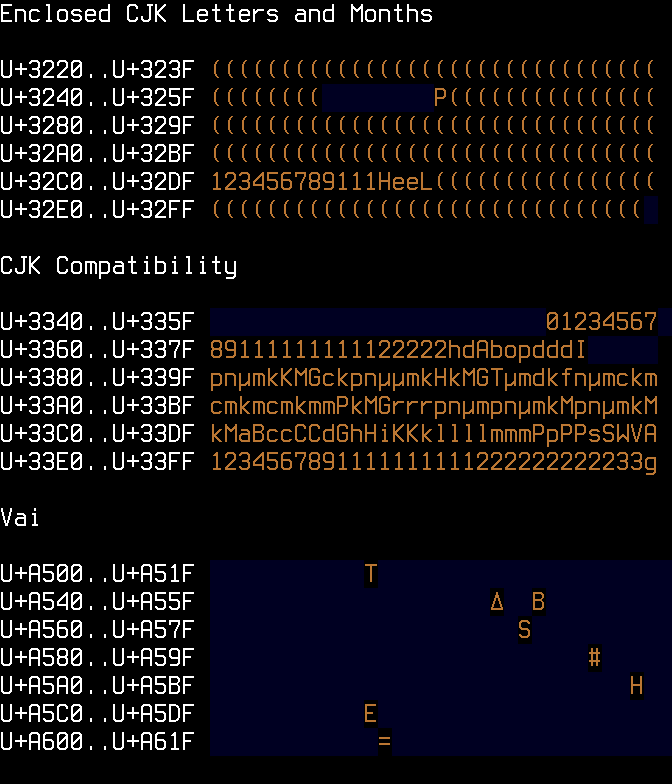 Enclosed CJK Letters and Months
U+3220..U+323F ((((((((((((((((((((((((((((((((
U+3240..U+325F ((((((((        P(((((((((((((((
U+3280..U+329F ((((((((((((((((((((((((((((((((
U+32A0..U+32BF ((((((((((((((((((((((((((((((((
U+32C0..U+32DF 123456789111HeeL((((((((((((((((
U+32E0..U+32FF (((((((((((((((((((((((((((((((
CJK Compatibility
U+3340..U+335F                         01234567
U+3360..U+337F 89111111111122222hdAbopdddI
U+3380..U+339F pnµmkKMGckpnµµmkHkMGTµmdkfnµmckm
U+33A0..U+33BF cmkmcmkmmPkMGrrrpnµmpnµmkMpnµmkM
U+33C0..U+33DF kMaBccCCdGhHiKKkllllmmmPpPPsSWVA
U+33E0..U+33FF 1234567891111111111222222222233g
Vai
U+A500..U+A51F            T
U+A540..U+A55F                     Δ  B
U+A560..U+A57F                       S
U+A580..U+A59F                            #
U+A5A0..U+A5BF                               H
U+A5C0..U+A5DF            E
U+A600..U+A61F             =